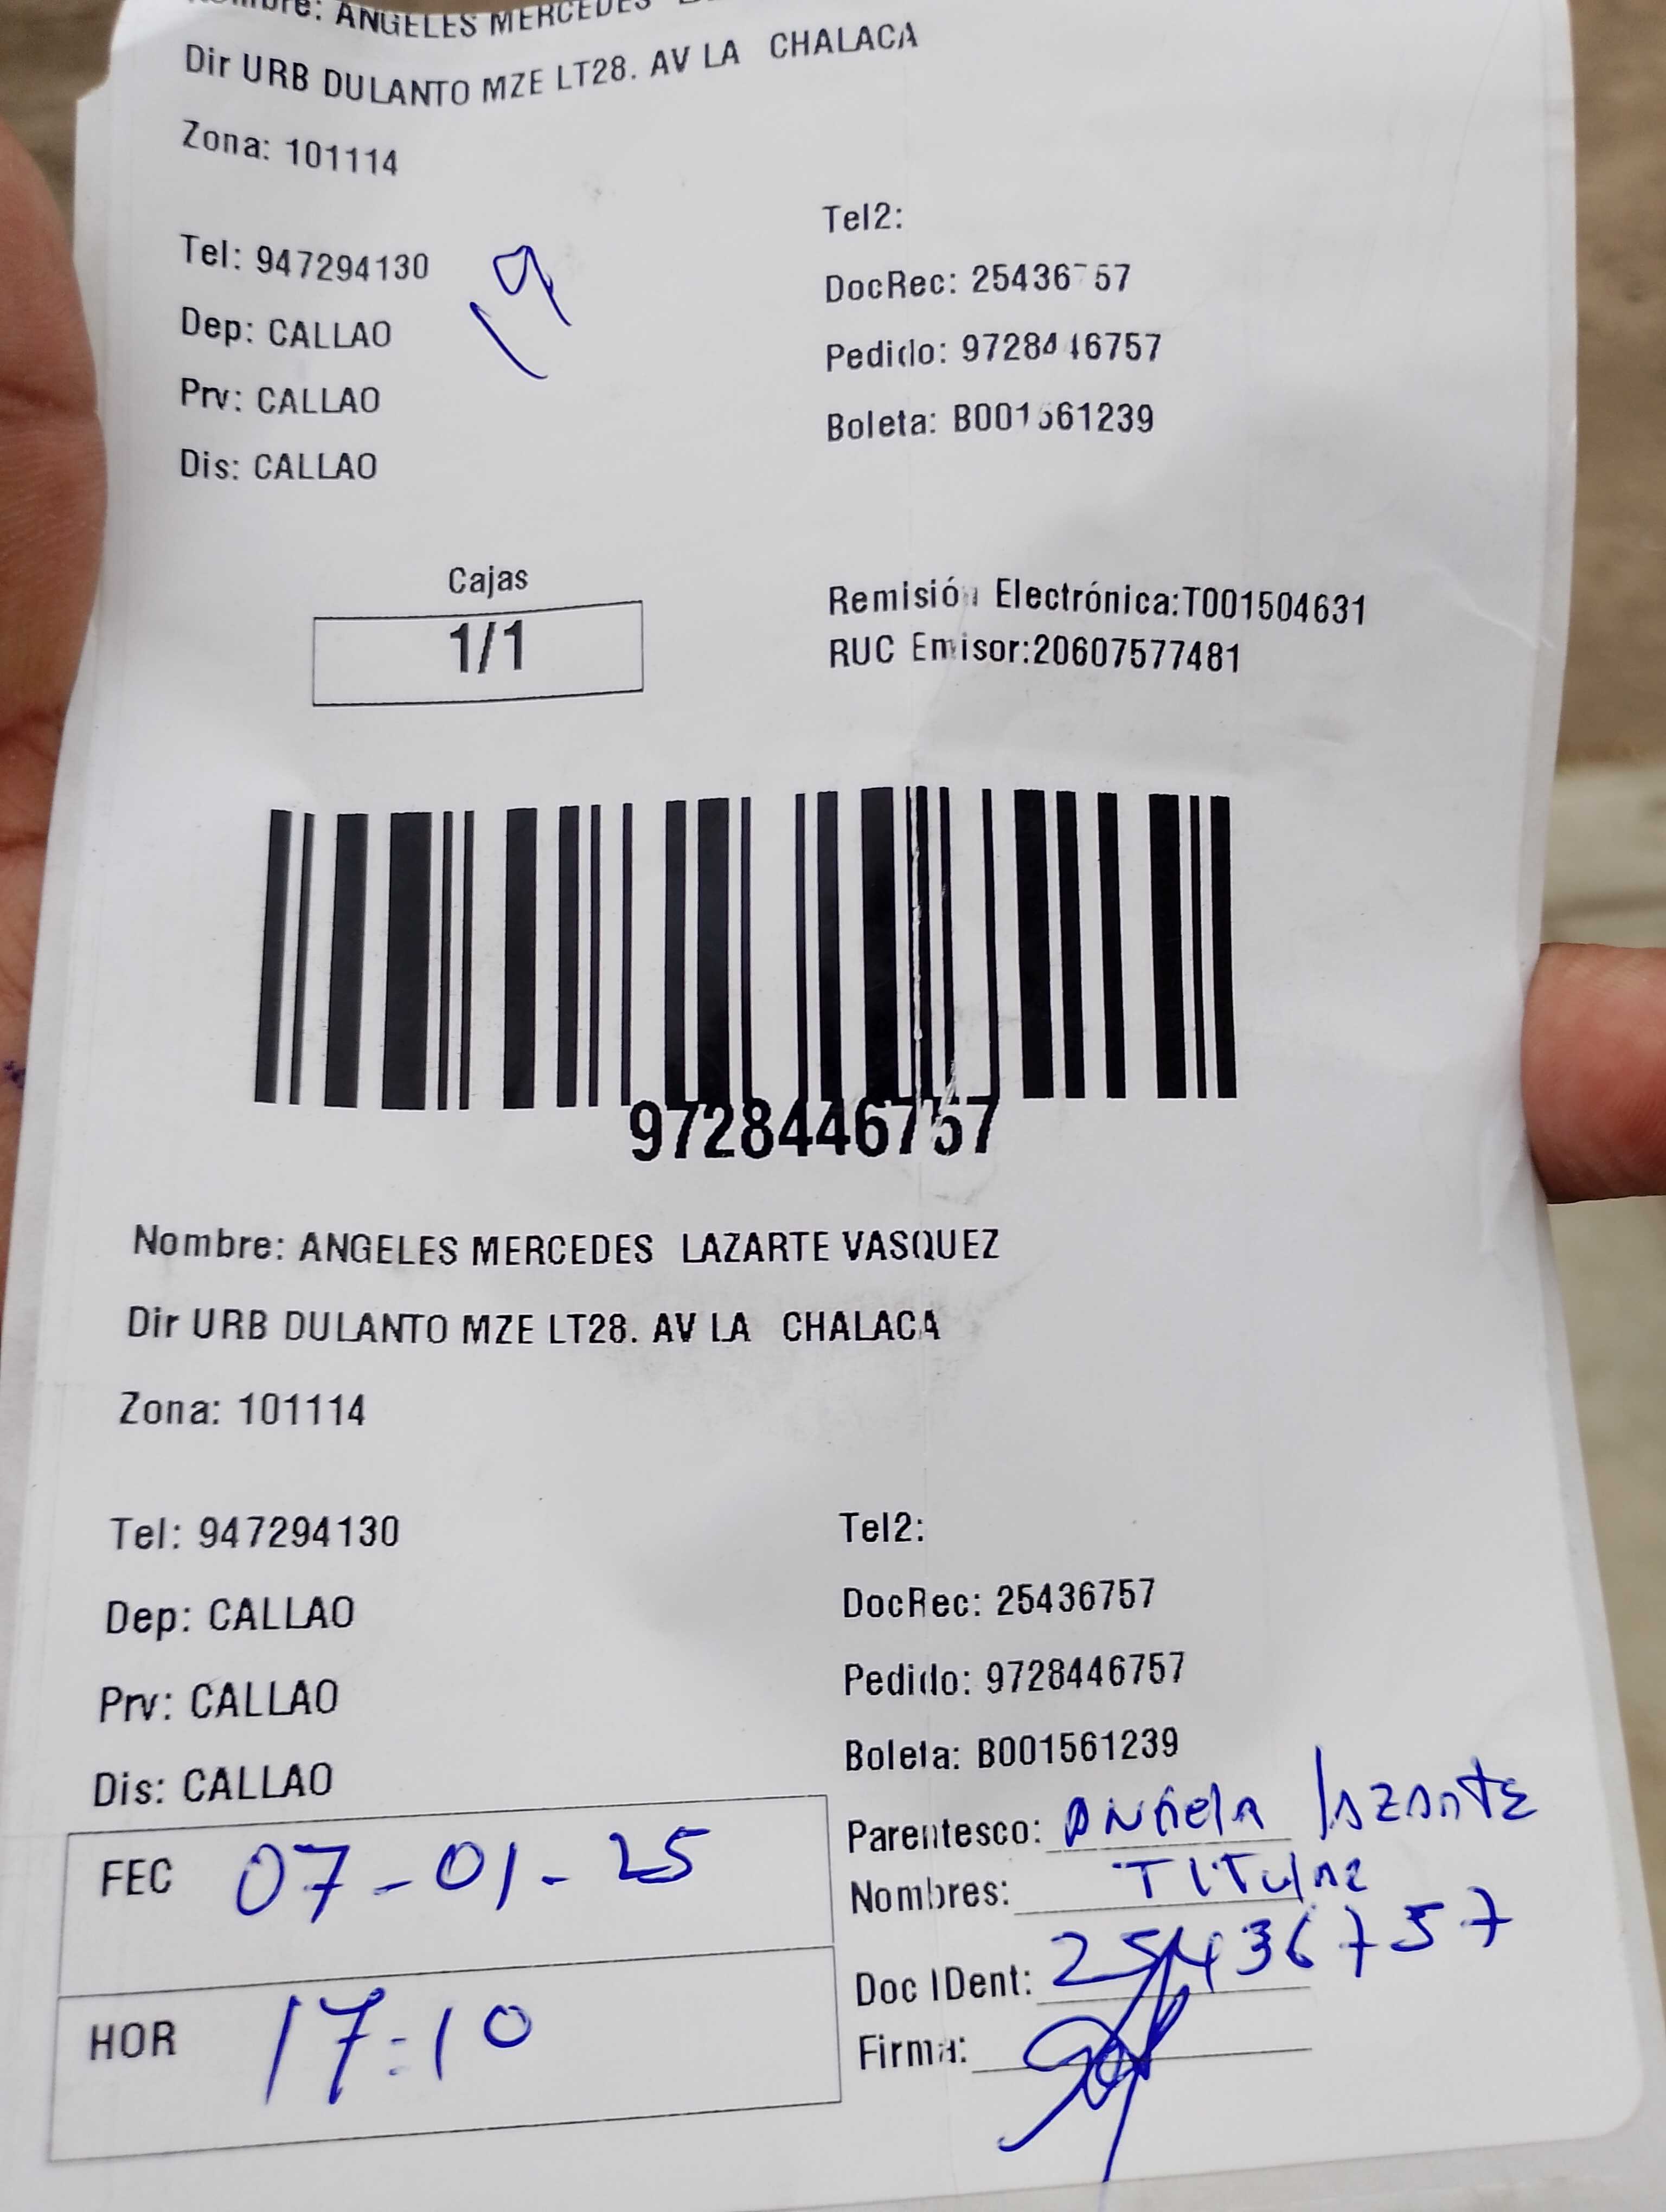 Nombre: ANGELES MERCEDES
Dir URB DULANTO MZE LT28. AV LA CHALACA
Zona: 101114
Tel: 947294130
Tel2:
19
DocRec: 25436757
Dep: CALLAO
Pedido: 9728446757
Prv: CALLAO
Boleta: B001561239
Dis: CALLAO
Cajas
1/1
Remisión Electrónica:T001504631
RUC Emisor:20607577481
9728446757
Nombre: ANGELES MERCEDES LAZARTE VASQUEZ
Dir URB DULANTO MZE LT28. AV LA CHALACA
Zona: 101114
Tel: 947294130
Tel2:
Dep: CALLAO
DocRec: 25436757
Prv: CALLAO
Pedido: 9728446757
Dis: CALLAO
Boleta: B001561239
FEC 07-01-25
Parentesco: Angela lazarte
Nombres: TITular
HOR 17:10
Doc IDent: 25436757
Firma: